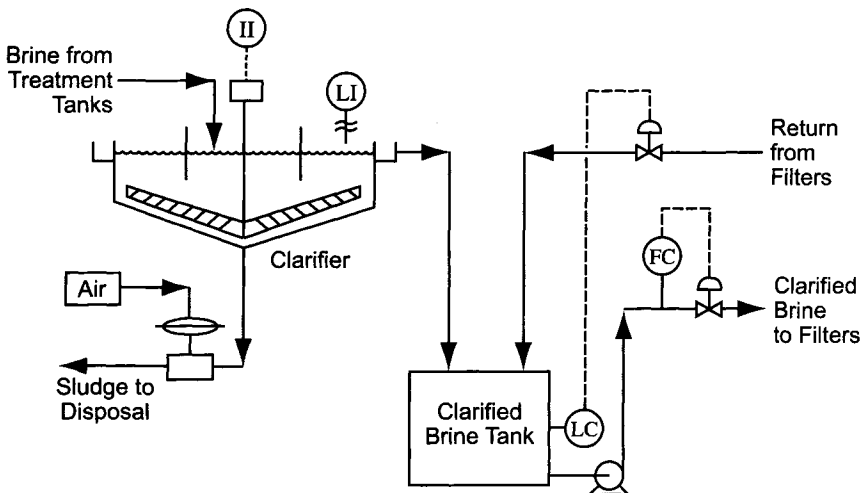 II
Brine from
Treatment
Tanks
LI
Return
from
Filters
Clarifier
FC
Air
Clarified
Brine
to Filters
Sludge to
Disposal
Clarified
Brine Tank
LC